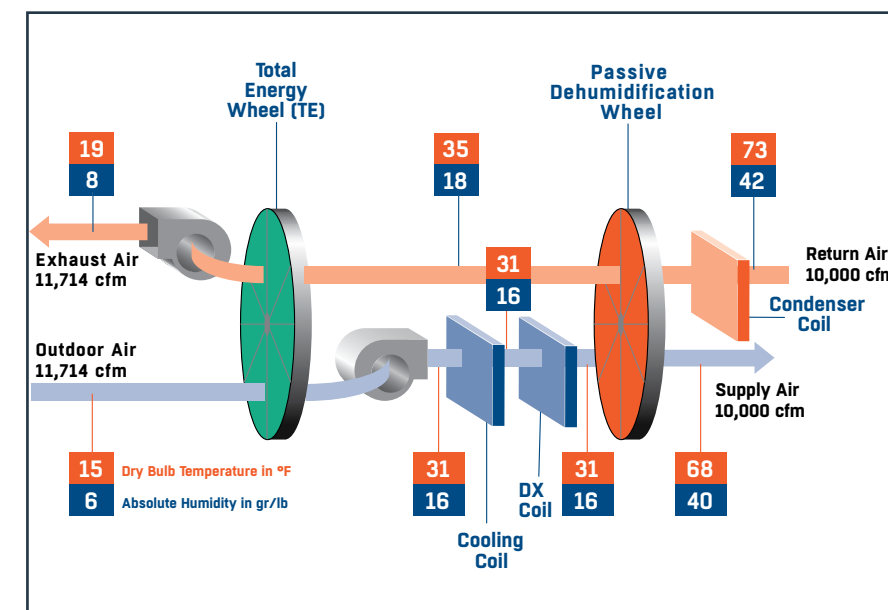 Total
Energy
Wheel (TE)
Passive
Dehumidification
Wheel
19
8
35
18
73
42
Exhaust Air
11,714 cfm
31
16
Return Air
10,000 cfm
Condenser
Coil
Outdoor Air
11,714 cfm
Supply Air
10,000 cfm
15 Dry Bulb Temperature in °F
6 Absolute Humidity in gr/lb
31
16
Cooling
Coil
DX
Coil
31
16
68
40